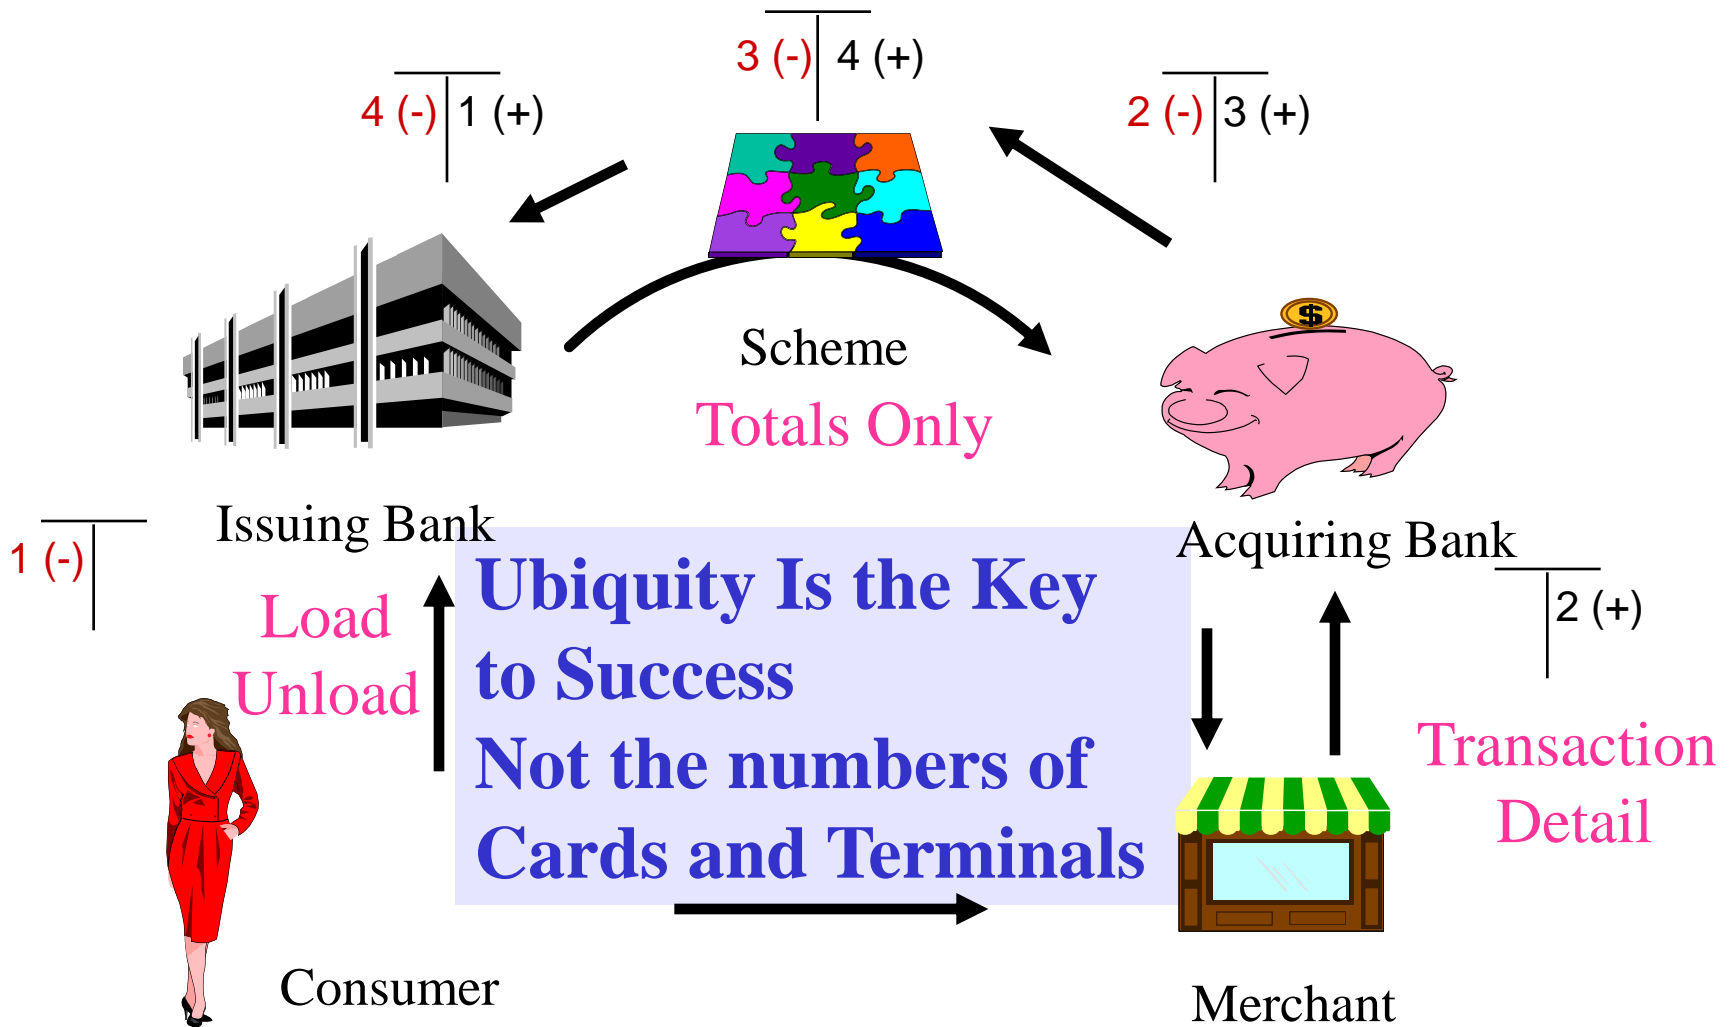 3 (-) 4 (+)
4 (-) 1 (+)
2 (-) 3 (+)
$
Scheme
Totals Only
Issuing Bank
Acquiring Bank
1 (-)
2 (+)
Load
Unload
Ubiquity Is the Key
to Success
Not the numbers of
Cards and Terminals
Transaction
Detail
Consumer
Merchant